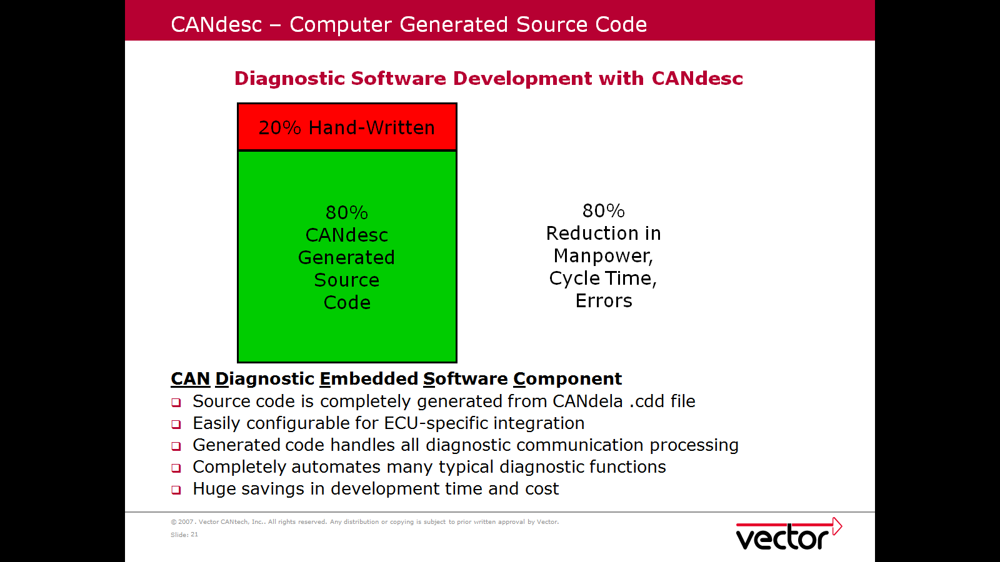 CANdesc – Computer Generated Source Code
Diagnostic Software Development with CANdesc
20% Hand-Written
80%
CANdesc
Generated
Source
Code
80%
Reduction in
Manpower,
Cycle Time,
Errors
CAN Diagnostic Embedded Software Component
Source code is completely generated from CANdela .cdd file
Easily configurable for ECU-specific integration
Generated code handles all diagnostic communication processing
Completely automates many typical diagnostic functions
Huge savings in development time and cost
© 2007. Vector CANtech, Inc.. All rights reserved. Any distribution or copying is subject to prior written approval by Vector.
Slide: 21
vector